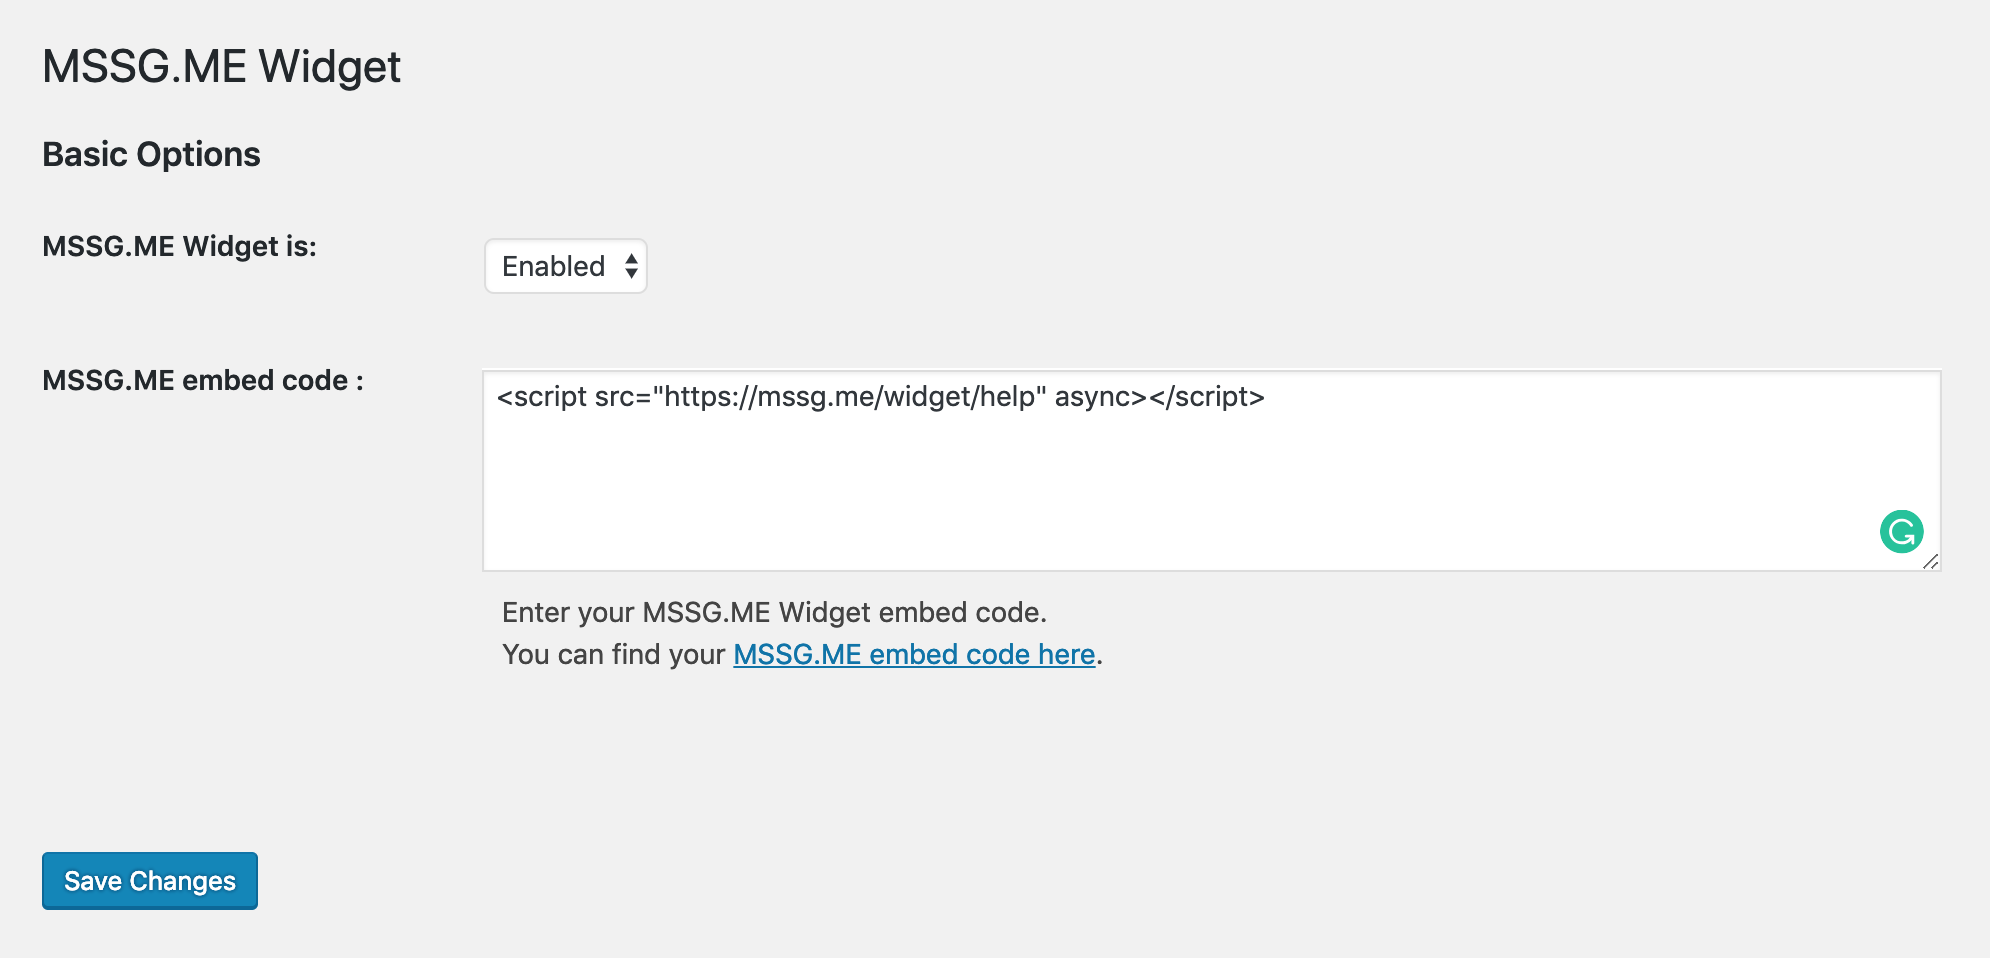 MSSG.ME Widget
Basic Options
MSSG.ME Widget is:
Enabled
MSSG.ME embed code :
<script src="https://mssg.me/widget/help" async></script>
Enter your MSSG.ME Widget embed code.
You can find your MSSG.ME embed code here.
Save Changes